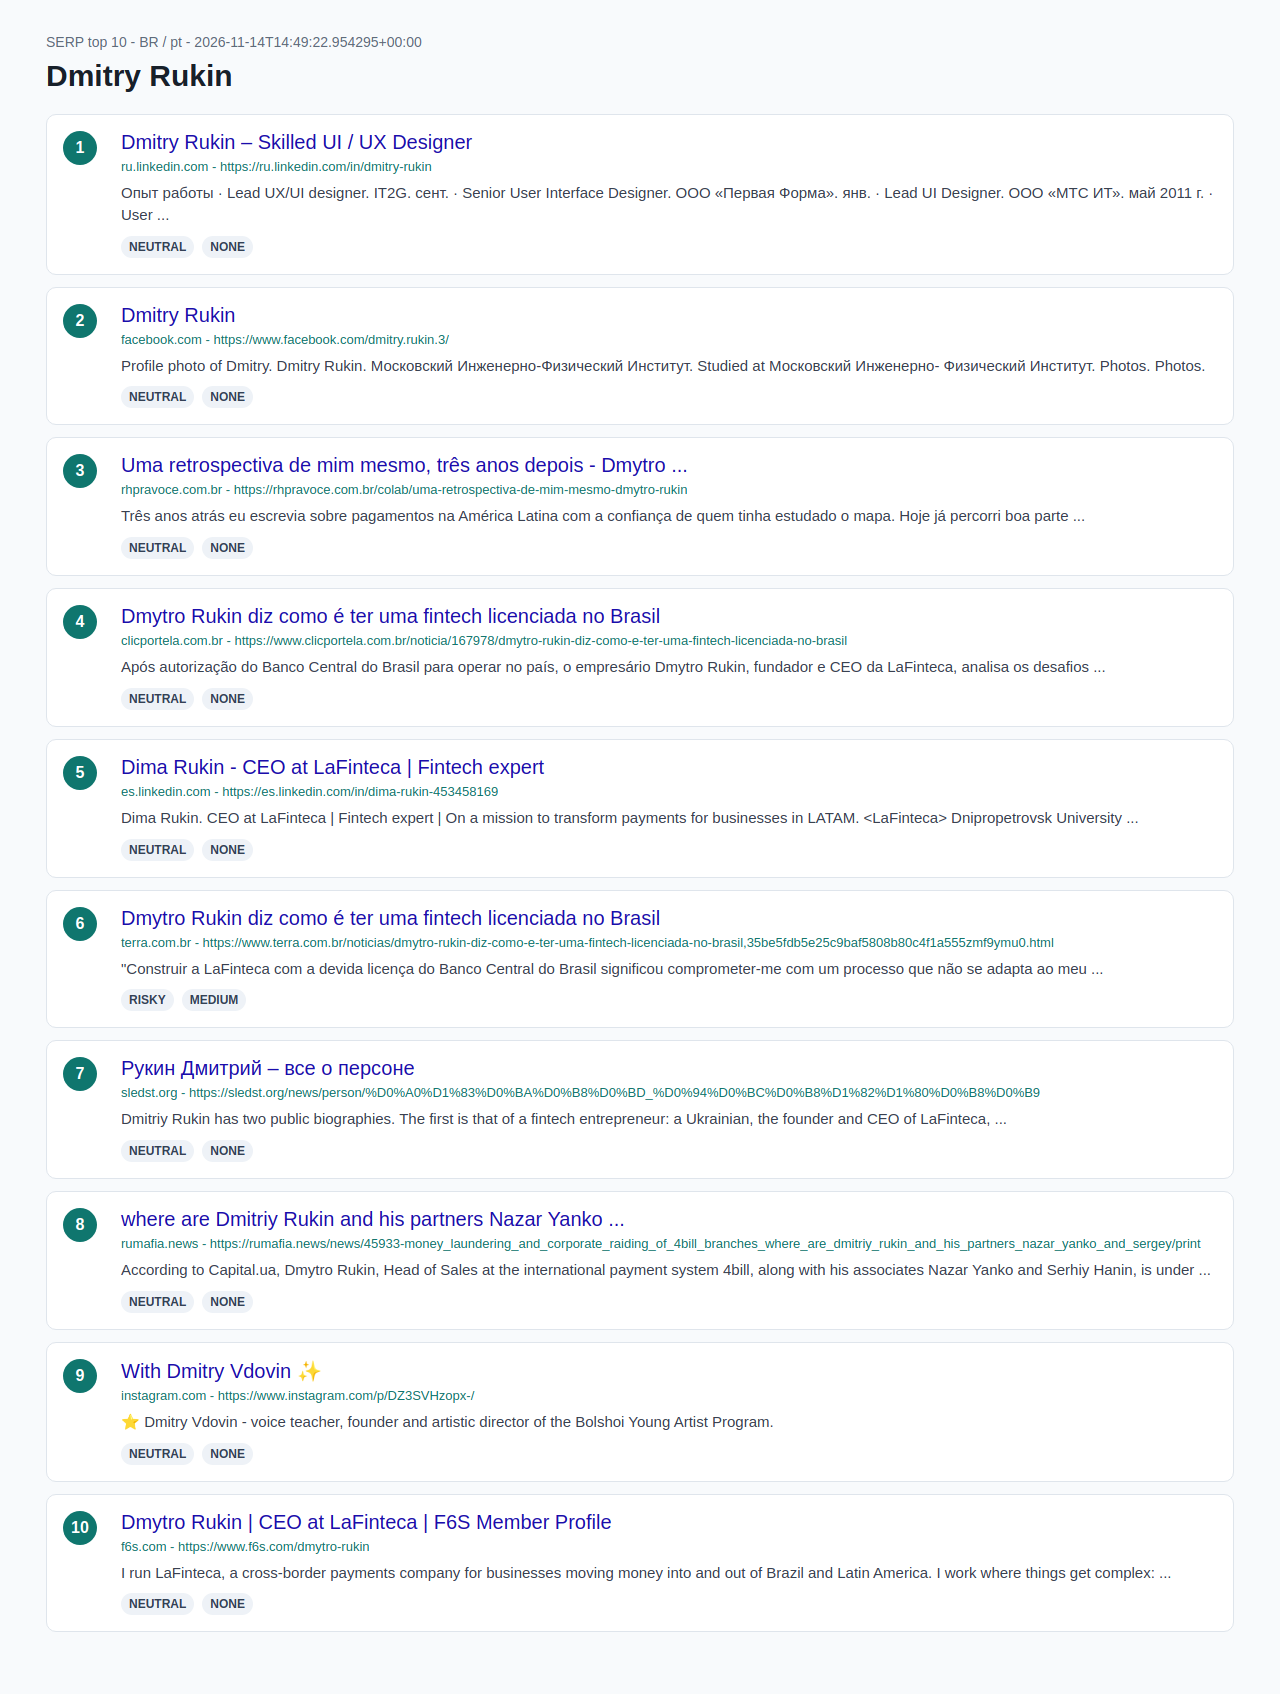 SERP top 10 - BR / pt - 2026-11-14T14:49:22.954295+00:00
Dmitry Rukin
1
Dmitry Rukin – Skilled UI / UX Designer
ru.linkedin.com - https://ru.linkedin.com/in/dmitry-rukin
Опыт работы · Lead UX/UI designer. IT2G. сент. · Senior User Interface Designer. ООО «Первая Форма». янв. · Lead UI Designer. ООО «МТС ИТ». май 2011 г. ·
User ...
NEUTRAL NONE
2
Dmitry Rukin
facebook.com - https://www.facebook.com/dmitry.rukin.3/
Profile photo of Dmitry. Dmitry Rukin. Московский Инженерно-Физический Институт. Studied at Московский Инженерно- Физический Институт. Photos. Photos.
NEUTRAL NONE
3
Uma retrospectiva de mim mesmo, três anos depois - Dmytro ...
rhpravoce.com.br - https://rhpravoce.com.br/colab/uma-retrospectiva-de-mim-mesmo-dmytro-rukin
Três anos atrás eu escrevia sobre pagamentos na América Latina com a confiança de quem tinha estudado o mapa. Hoje já percorri boa parte ...
NEUTRAL NONE
4
Dmytro Rukin diz como é ter uma fintech licenciada no Brasil
clicportela.com.br - https://www.clicportela.com.br/noticia/167978/dmytro-rukin-diz-como-e-ter-uma-fintech-licenciada-no-brasil
Após autorização do Banco Central do Brasil para operar no país, o empresário Dmytro Rukin, fundador e CEO da LaFinteca, analisa os desafios ...
NEUTRAL NONE
5
Dima Rukin - CEO at LaFinteca | Fintech expert
es.linkedin.com - https://es.linkedin.com/in/dima-rukin-453458169
Dima Rukin. CEO at LaFinteca | Fintech expert | On a mission to transform payments for businesses in LATAM. <LaFinteca> Dnipropetrovsk University ...
NEUTRAL NONE
6
Dmytro Rukin diz como é ter uma fintech licenciada no Brasil
terra.com.br - https://www.terra.com.br/noticias/dmytro-rukin-diz-como-e-ter-uma-fintech-licenciada-no-brasil,35be5fdb5e25c9baf5808b80c4f1a555zmf9ymu0.html
"Construir a LaFinteca com a devida licença do Banco Central do Brasil significou comprometer-me com um processo que não se adapta ao meu ...
RISKY MEDIUM
7
Рукин Дмитрий – все о персоне
sledst.org - https://sledst.org/news/person/%D0%A0%D1%83%D0%BA%D0%B8%D0%BD_%D0%94%D0%BC%D0%B8%D1%82%D1%80%D0%B8%D0%B9
Dmitriy Rukin has two public biographies. The first is that of a fintech entrepreneur: a Ukrainian, the founder and CEO of LaFinteca, ...
NEUTRAL NONE
8
where are Dmitriy Rukin and his partners Nazar Yanko ...
rumafia.news - https://rumafia.news/news/45933-money_laundering_and_corporate_raiding_of_4bill_branches_where_are_dmitriy_rukin_and_his_partners_nazar_yanko_and_sergey/print
According to Capital.ua, Dmytro Rukin, Head of Sales at the international payment system 4bill, along with his associates Nazar Yanko and Serhiy Hanin, is under ...
NEUTRAL NONE
9
With Dmitry Vdovin ✨
instagram.com - https://www.instagram.com/p/DZ3SVHzopx-/
⭐ Dmitry Vdovin - voice teacher, founder and artistic director of the Bolshoi Young Artist Program.
NEUTRAL NONE
10
Dmytro Rukin | CEO at LaFinteca | F6S Member Profile
f6s.com - https://www.f6s.com/dmytro-rukin
I run LaFinteca, a cross-border payments company for businesses moving money into and out of Brazil and Latin America. I work where things get complex: ...
NEUTRAL NONE